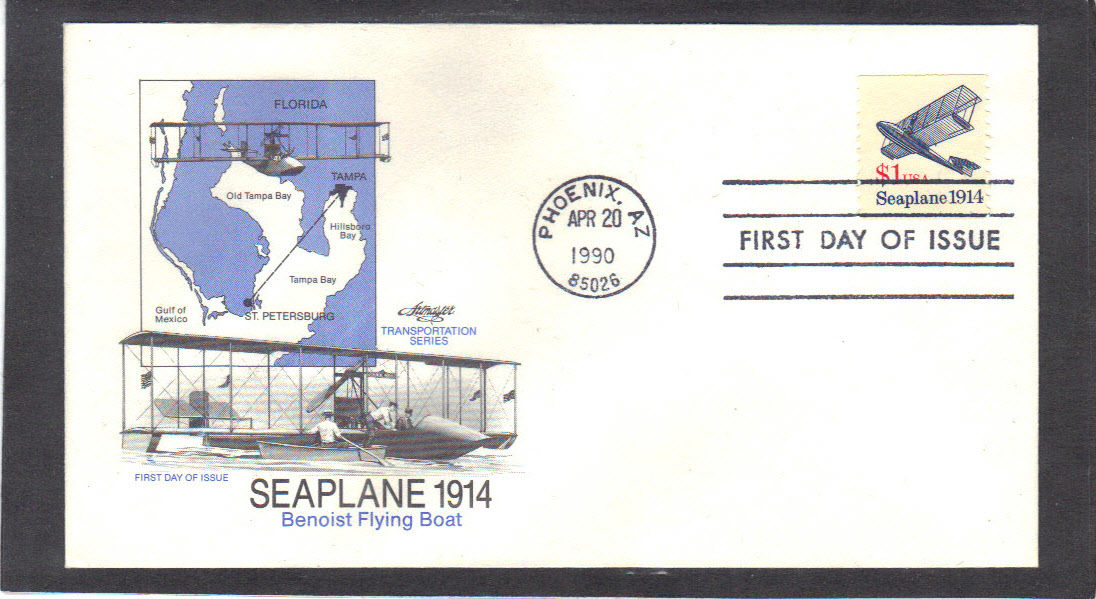 FLORIDA
TAMPA
Old Tampa Bay
Hillsboro
Bay
Tampa Bay
Gulf of
Mexico
ST. PETERSBURG
Artmaster
TRANSPORTATION
SERIES
FIRST DAY OF ISSUE
SEAPLANE 1914
Benoist Flying Boat
PHOENIX, AZ
APR 20
1990
85026
$1 USA
Seaplane 1914
FIRST DAY OF ISSUE